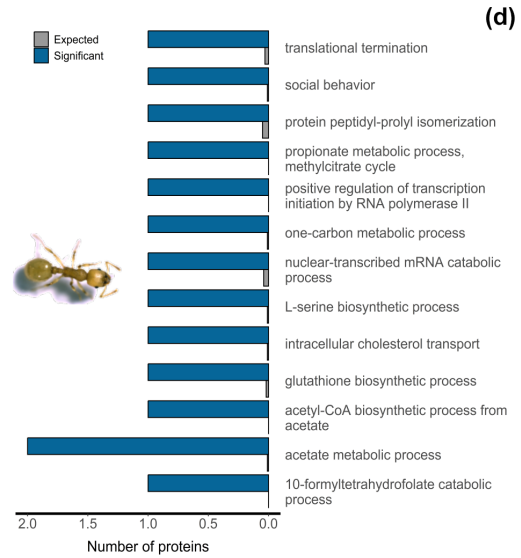 (d)
Expected
Significant
translational termination
social behavior
protein peptidyl-prolyl isomerization
propionate metabolic process,
methylcitrate cycle
positive regulation of transcription
initiation by RNA polymerase II
one-carbon metabolic process
nuclear-transcribed mRNA catabolic
process
L-serine biosynthetic process
intracellular cholesterol transport
glutathione biosynthetic process
acetyl-CoA biosynthetic process from
acetate
acetate metabolic process
10-formyltetrahydrofolate catabolic
process
2.0 1.5 1.0 0.5 0.0
Number of proteins